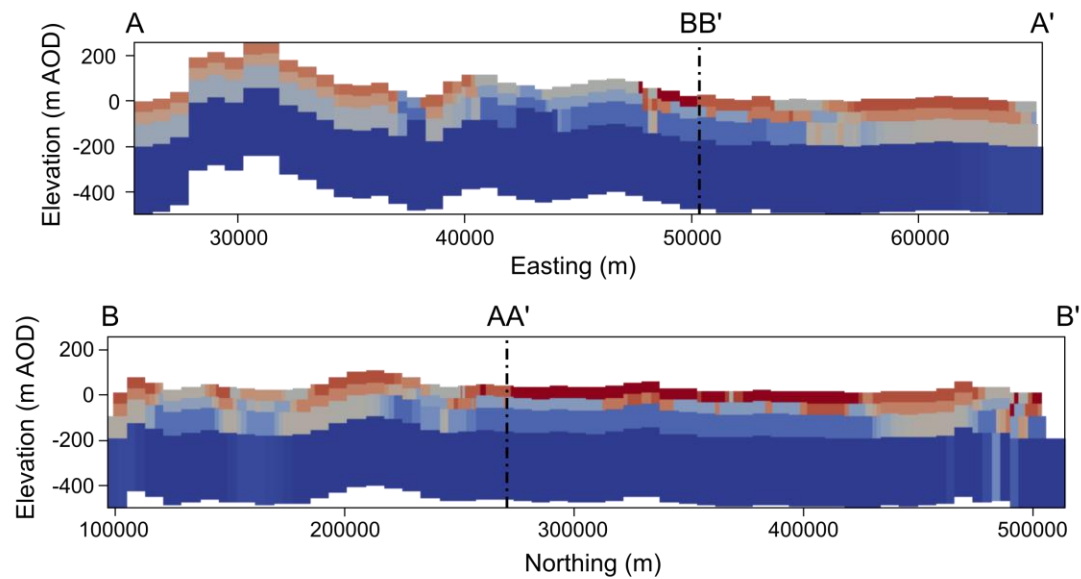 A BB' A'
Elevation (m AOD)
200
0
-200
-400
30000 40000 50000 60000
Easting (m)
B AA' B'
Elevation (m AOD)
200
0
-200
-400
100000 200000 300000 400000 500000
Northing (m)